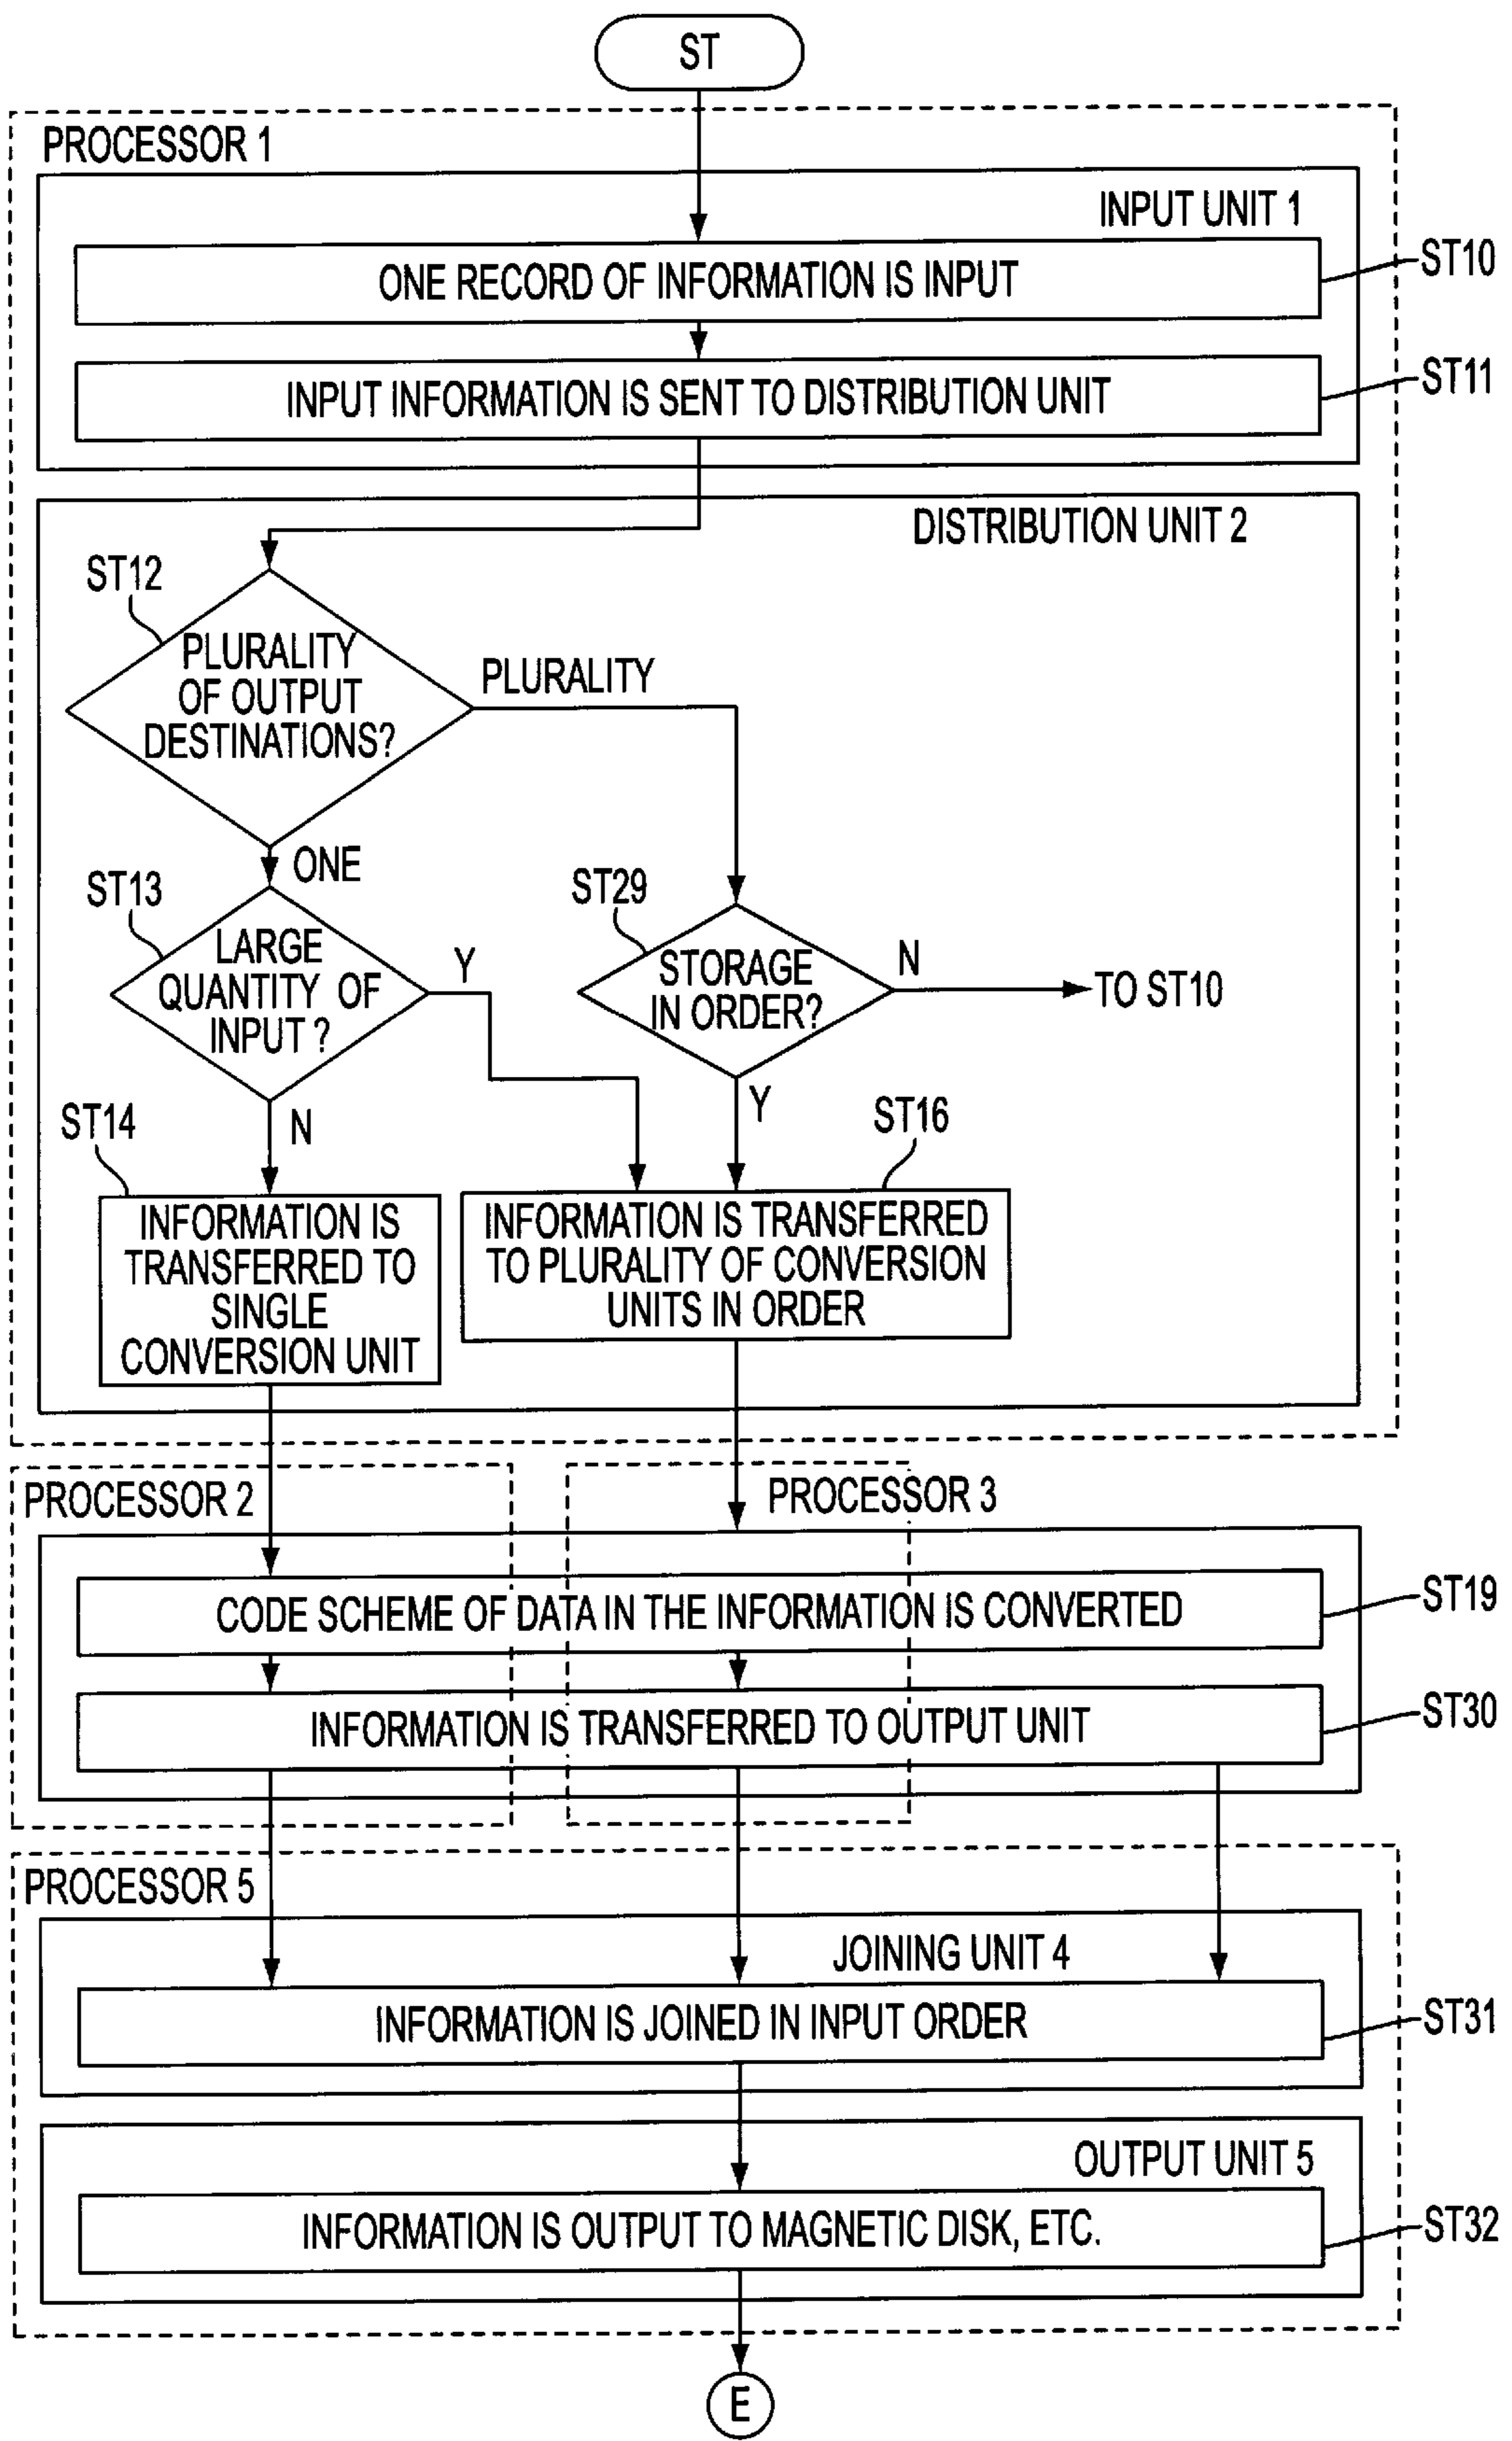 ST
PROCESSOR 1
INPUT UNIT 1
ONE RECORD OF INFORMATION IS INPUT
ST10
INPUT INFORMATION IS SENT TO DISTRIBUTION UNIT
ST11
DISTRIBUTION UNIT 2
ST12
PLURALITY
OF OUTPUT
DESTINATIONS?
PLURALITY
ONE
ST13
LARGE
QUANTITY OF
INPUT ?
Y
ST29
STORAGE
IN ORDER?
N
TO ST10
N
Y
ST14
INFORMATION IS
TRANSFERRED TO
SINGLE
CONVERSION UNIT
ST16
INFORMATION IS TRANSFERRED
TO PLURALITY OF CONVERSION
UNITS IN ORDER
PROCESSOR 2
PROCESSOR 3
CODE SCHEME OF DATA IN THE INFORMATION IS CONVERTED
ST19
INFORMATION IS TRANSFERRED TO OUTPUT UNIT
ST30
PROCESSOR 5
JOINING UNIT 4
INFORMATION IS JOINED IN INPUT ORDER
ST31
OUTPUT UNIT 5
INFORMATION IS OUTPUT TO MAGNETIC DISK, ETC.
ST32
E